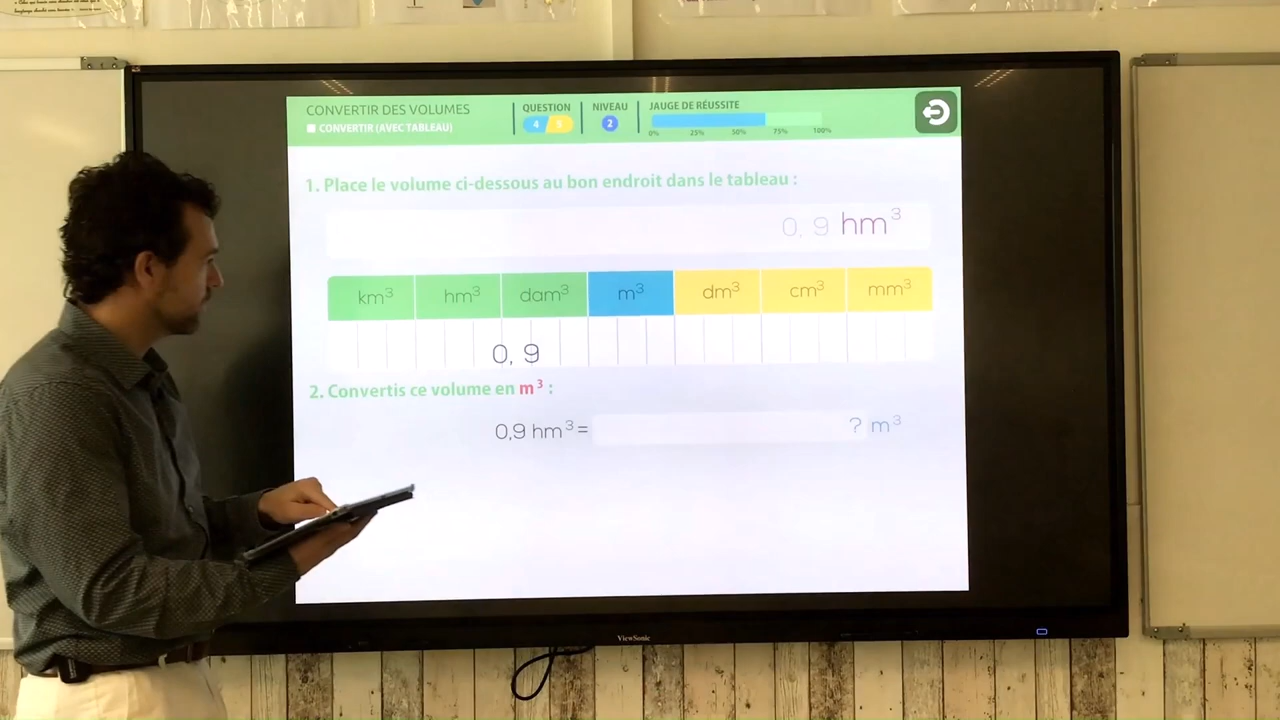 CONVERTIR DES VOLUMES
CONVERTIR (AVEC TABLEAU)
QUESTION
4 5
NIVEAU
2
JAUGE DE RÉUSSITE
0% 25% 50% 75% 100%
1. Place le volume ci-dessous au bon endroit dans le tableau :
0, 9 hm³
km³ hm³ dam³ m³ dm³ cm³ mm³
0, 9
2. Convertis ce volume en m³ :
0,9 hm³ = ? m³
ViewSonic